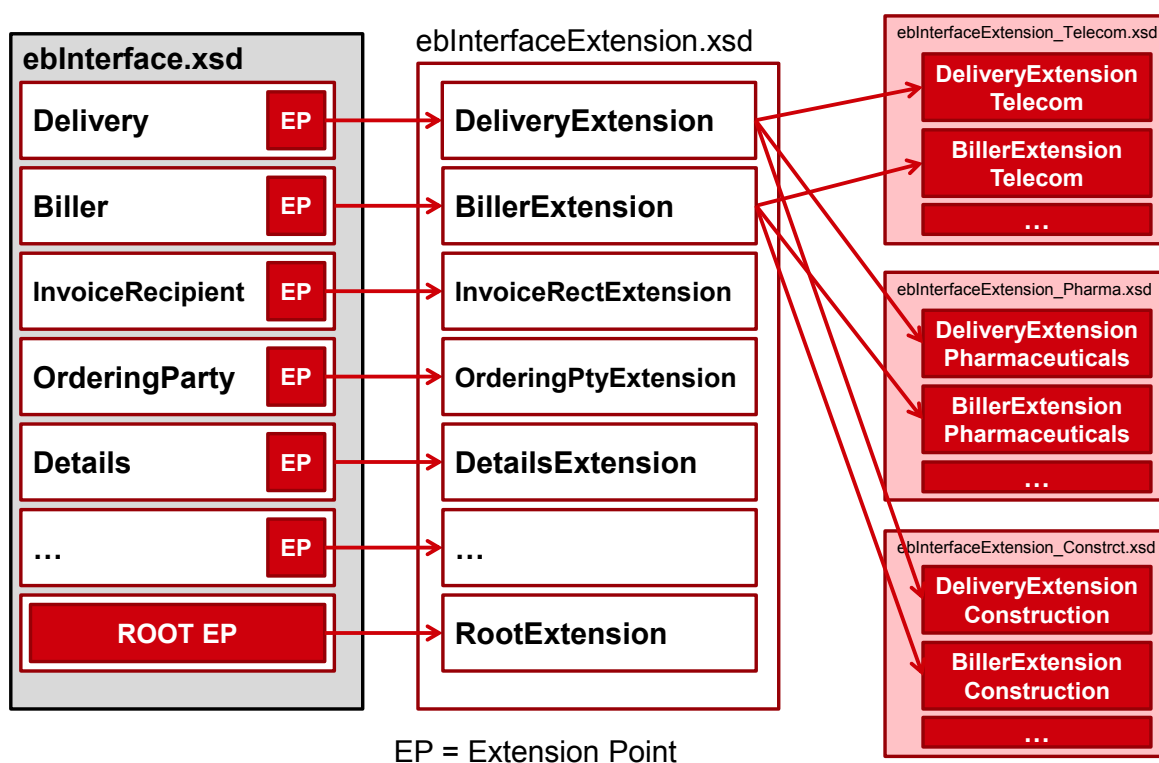 ebInterface.xsd
Delivery
EP
Biller
EP
InvoiceRecipient
EP
OrderingParty
EP
Details
EP
...
EP
ROOT EP
ebInterfaceExtension.xsd
DeliveryExtension
BillerExtension
InvoiceRectExtension
OrderingPtyExtension
DetailsExtension
...
RootExtension
ebInterfaceExtension_Telecom.xsd
DeliveryExtension
Telecom
BillerExtension
Telecom
...
ebInterfaceExtension_Pharma.xsd
DeliveryExtension
Pharmaceuticals
BillerExtension
Pharmaceuticals
...
ebInterfaceExtension_Constrct.xsd
DeliveryExtension
Construction
BillerExtension
Construction
...
EP = Extension Point